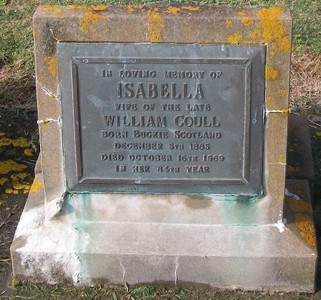 IN LOVING MEMORY OF
ISABELLA
WIFE OF THE LATE
WILLIAM COULL
BORN BUCKIE SCOTLAND
DECEMBER 5TH 1885
DIED OCTOBER 16TH 1969
IN HER 84TH YEAR